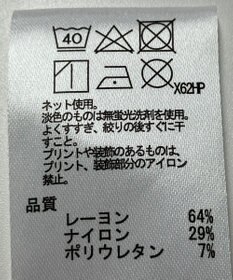 40
X62HP
ネット使用。
淡色のものは無蛍光洗剤を使用。
よくすすぎ、絞りの後すぐに干
すこと。
プリントや装飾のあるものは、
プリント、装飾部分のアイロン
禁止。
品質
レーヨン 64%
ナイロン 29%
ポリウレタン 7%